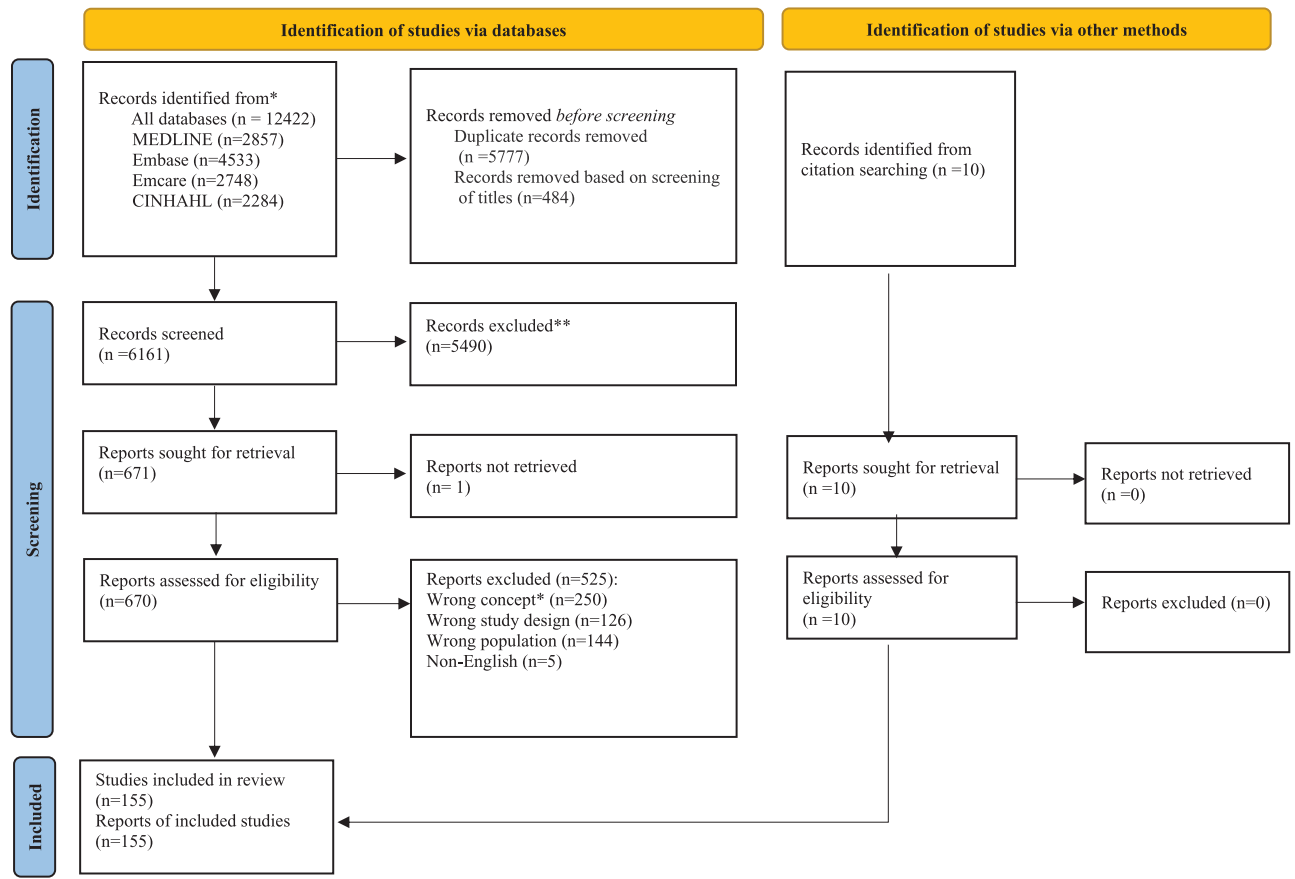 Identification of studies via databases
Identification of studies via other methods
Identification
Records identified from*
All databases (n = 12422)
MEDLINE (n=2857)
Embase (n=4533)
Emcare (n=2748)
CINHAHL (n=2284)
Records removed before screening
Duplicate records removed
(n =5777)
Records removed based on screening
of titles (n=484)
Records identified from
citation searching (n =10)
Screening
Records screened
(n =6161)
Records excluded**
(n=5490)
Reports sought for retrieval
(n=671)
Reports not retrieved
(n= 1)
Reports sought for retrieval
(n =10)
Reports not retrieved
(n =0)
Reports assessed for eligibility
(n=670)
Reports excluded (n=525):
Wrong concept* (n=250)
Wrong study design (n=126)
Wrong population (n=144)
Non-English (n=5)
Reports assessed for
eligibility
(n =10)
Reports excluded (n=0)
Included
Studies included in review
(n=155)
Reports of included studies
(n=155)